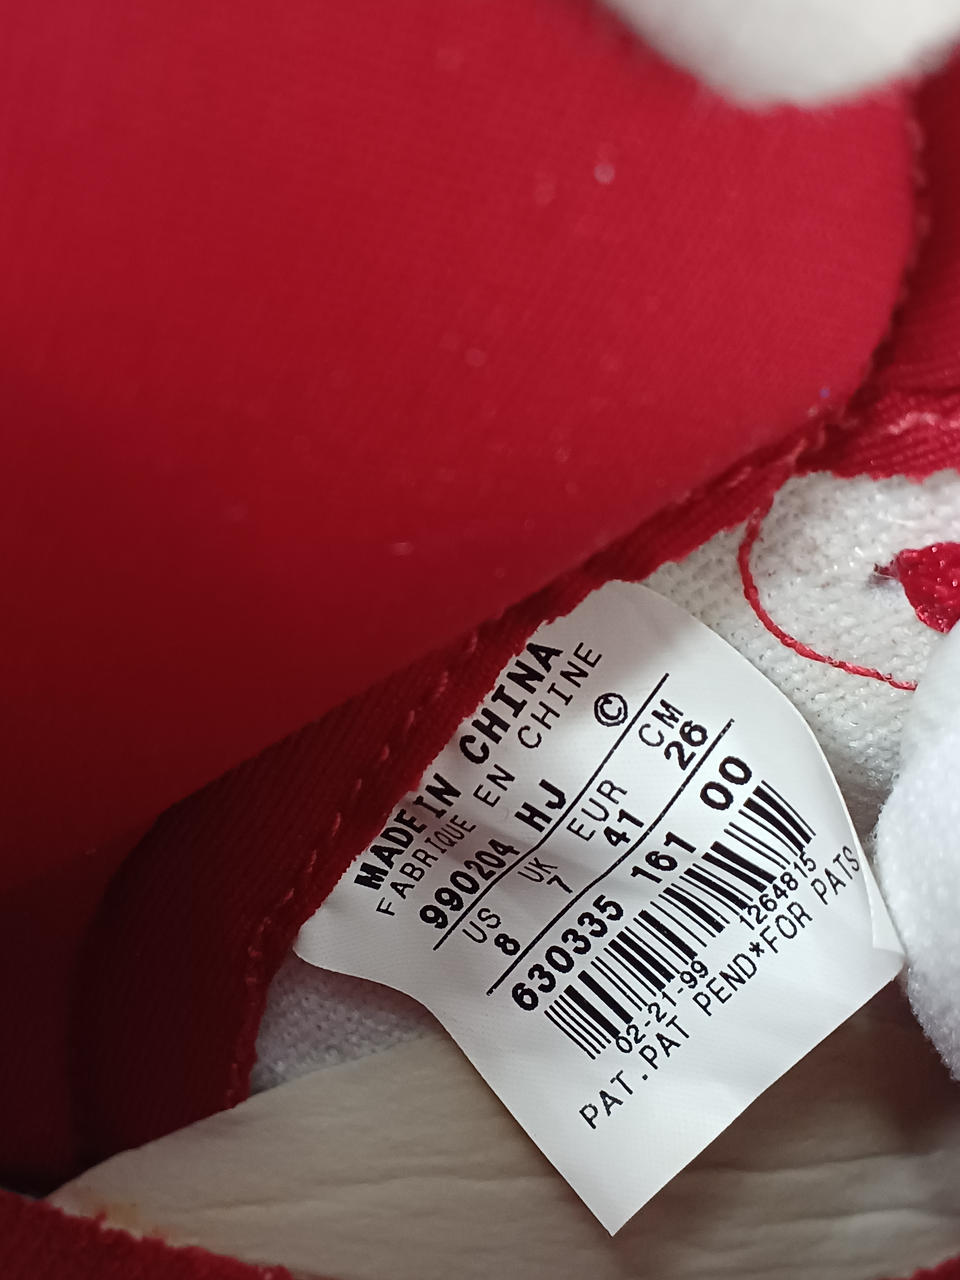 MADE IN CHINA
FABRIQUE EN CHINE
990204 HJ ©
US UK EUR CM
8 7 41 26
630335 161 00
02-21-99 1264815
PAT.PAT PEND*FOR PATS